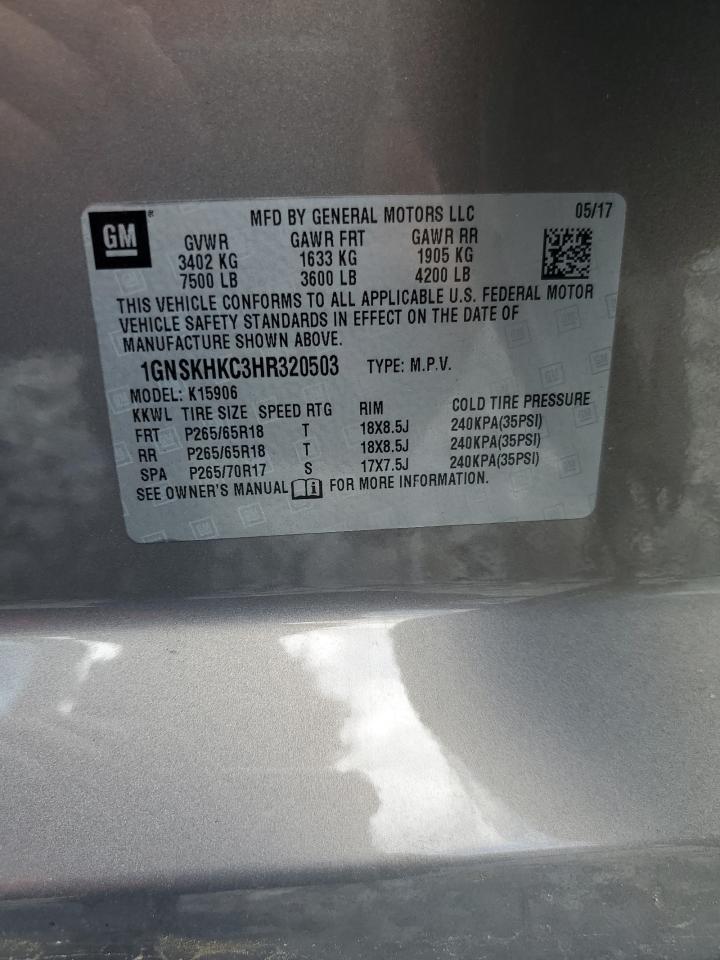 GM ® MFD BY GENERAL MOTORS LLC 05/17
GVWR GAWR FRT GAWR RR
3402 KG 1633 KG 1905 KG
7500 LB 3600 LB 4200 LB
THIS VEHICLE CONFORMS TO ALL APPLICABLE U.S. FEDERAL MOTOR
VEHICLE SAFETY STANDARDS IN EFFECT ON THE DATE OF
MANUFACTURE SHOWN ABOVE.
1GNSKHKC3HR320503 TYPE: M.P.V.
MODEL: K15906
KKWL TIRE SIZE SPEED RTG RIM COLD TIRE PRESSURE
FRT P265/65R18 T 18X8.5J 240KPA(35PSI)
RR P265/65R18 T 18X8.5J 240KPA(35PSI)
SPA P265/70R17 S 17X7.5J 240KPA(35PSI)
SEE OWNER'S MANUAL i FOR MORE INFORMATION.